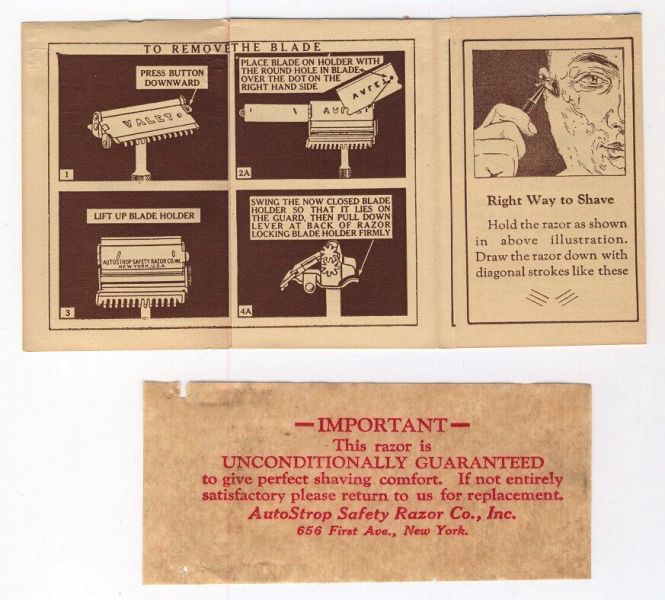 TO REMOVE THE BLADE
PRESS BUTTON
DOWNWARD
VALET
1
PLACE BLADE ON HOLDER WITH
THE ROUND HOLE IN BLADE
OVER THE DOT ON THE
RIGHT HAND SIDE
2A
LIFT UP BLADE HOLDER
AUTOSTROP SAFETY RAZOR CO. INC.
NEW YORK, U.S.A.
3
SWING THE NOW CLOSED BLADE
HOLDER SO THAT IT LIES ON
THE GUARD, THEN PULL DOWN
LEVER AT BACK OF RAZOR
LOCKING BLADE HOLDER FIRMLY
4A
Right Way to Shave
Hold the razor as shown
in above illustration.
Draw the razor down with
diagonal strokes like these
—IMPORTANT—
This razor is
UNCONDITIONALLY GUARANTEED
to give perfect shaving comfort. If not entirely
satisfactory please return to us for replacement.
AutoStrop Safety Razor Co., Inc.
656 First Ave., New York.